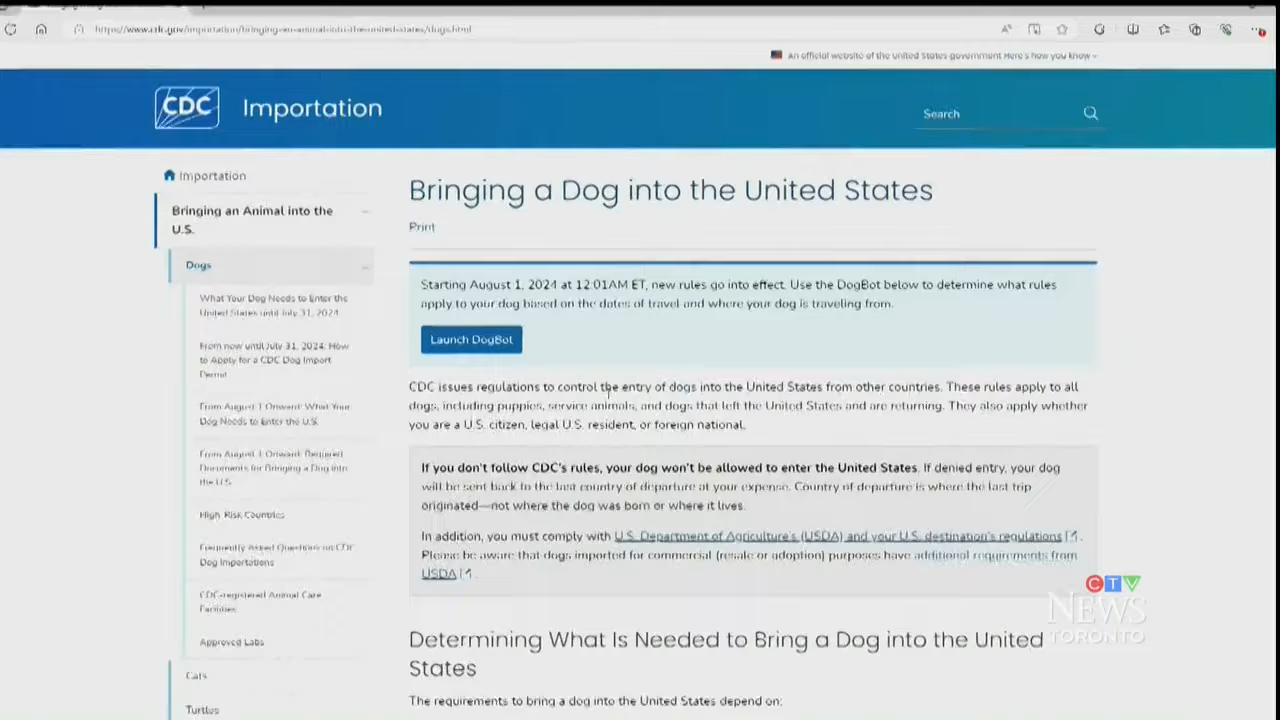 https://www.cdc.gov/importation/bringing-an-animal-into-the-united-states/dogs.html
An official website of the United States government Here's how you know
CDC
Importation
Search
Importation
Bringing an Animal into the
U.S.
Dogs
What Your Dog Needs to Enter the
United States until July 31, 2024
From now until July 31, 2024: How
to Apply for a CDC Dog Import
Permit
From August 1 Onward: What Your
Dog Needs to Enter the U.S.
From August 1 Onward: Required
Documents for Bringing a Dog into
the U.S.
High-Risk Countries
Frequently Asked Questions on CDC
Dog Importations
CDC-registered Animal Care
Facilities
Approved Labs
Cats
Turtles
Bringing a Dog into the United States
Print
Starting August 1, 2024 at 12:01AM ET, new rules go into effect. Use the DogBot below to determine what rules
apply to your dog based on the dates of travel and where your dog is traveling from.
Launch DogBot
CDC issues regulations to control the entry of dogs into the United States from other countries. These rules apply to all
dogs, including puppies, service animals, and dogs that left the United States and are returning. They also apply whether
you are a U.S. citizen, legal U.S. resident, or foreign national.
If you don't follow CDC's rules, your dog won't be allowed to enter the United States. If denied entry, your dog
will be sent back to the last country of departure at your expense. Country of departure is where the last trip
originated—not where the dog was born or where it lives.
In addition, you must comply with U.S. Department of Agriculture's (USDA) and your U.S. destination's regulations.
Please be aware that dogs imported for commercial (resale or adoption) purposes have additional requirements from
USDA.
Determining What Is Needed to Bring a Dog into the United
States
The requirements to bring a dog into the United States depend on:
CTV
NEWS
TORONTO